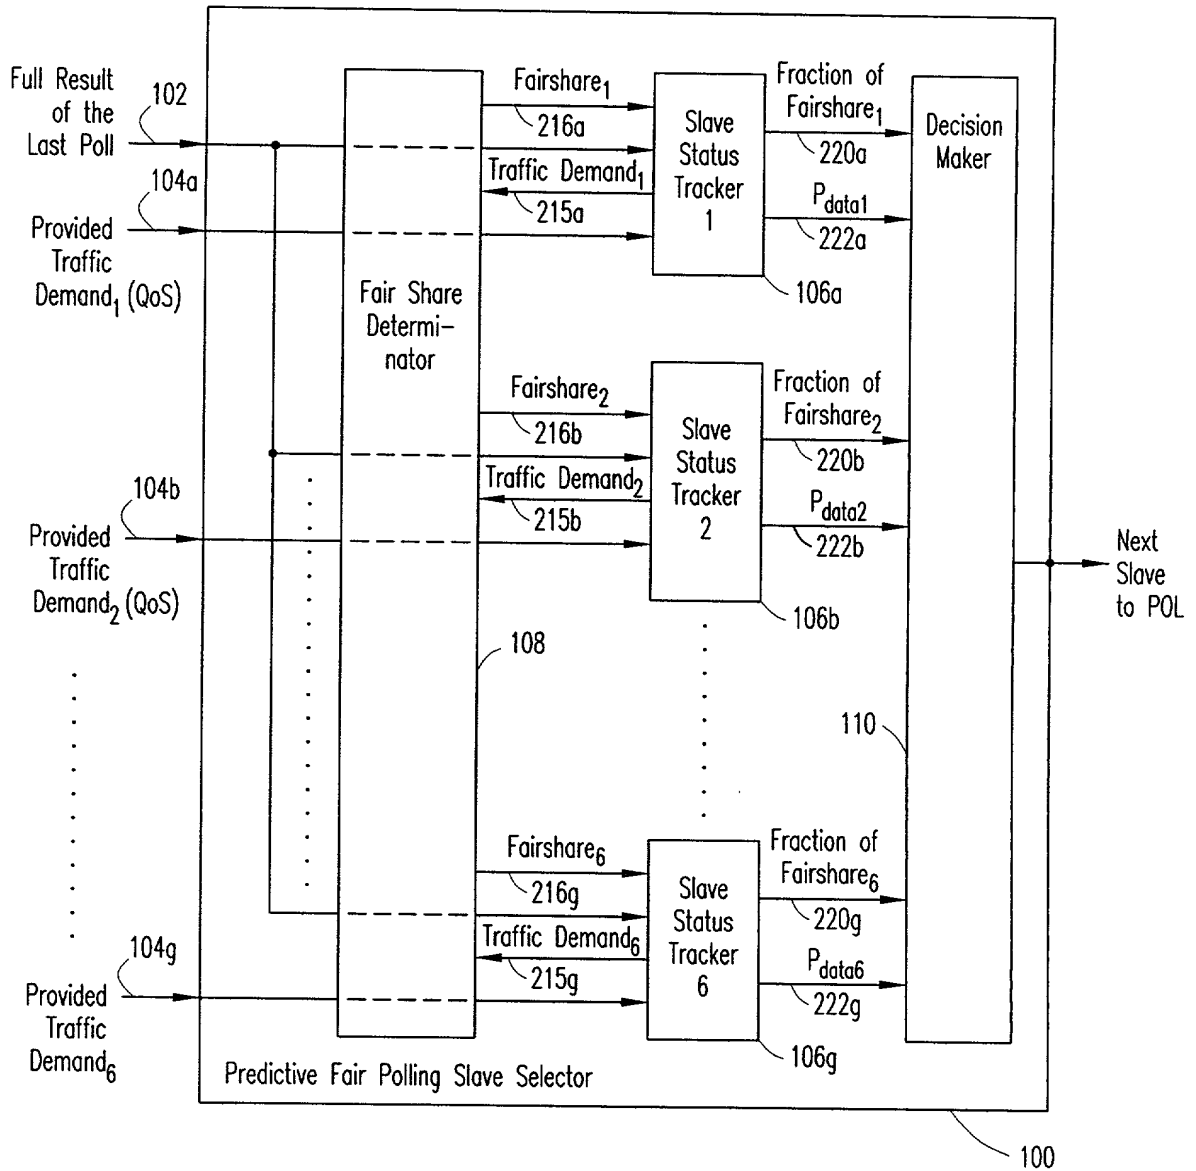 Full Result
of the
Last Poll
102
104a
Provided
Traffic
Demand1 (QoS)
104b
Provided
Traffic
Demand2 (QoS)
104g
Provided
Traffic
Demand6
Fair Share
Determi-
nator
108
Fairshare1
216a
Traffic Demand1
215a
Slave
Status
Tracker
1
106a
Fraction of
Fairshare1
220a
Pdata1
222a
Fairshare2
216b
Traffic Demand2
215b
Slave
Status
Tracker
2
106b
Fraction of
Fairshare2
220b
Pdata2
222b
Fairshare6
216g
Traffic Demand6
215g
Slave
Status
Tracker
6
106g
Fraction of
Fairshare6
220g
Pdata6
222g
Decision
Maker
110
Next
Slave
to POL
Predictive Fair Polling Slave Selector
100